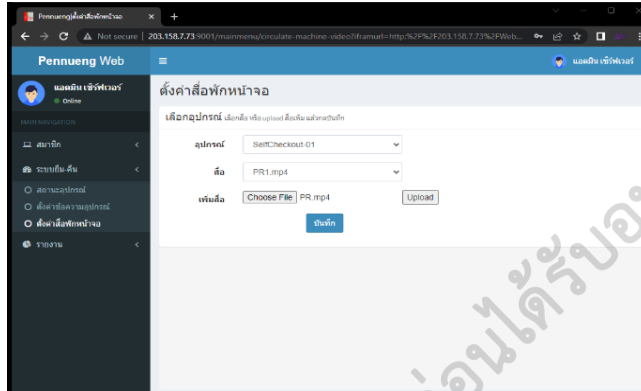 Pennueng|ตั้งค่าสื่อพักหน้าจอ
Not secure | 203.158.7.73:9001/mainmenu/circulate-machine-video?iframurl=http:%2F%2F203.158.7.73%2FWeb...
Pennueng Web
แอดมิน เซิร์ฟเวอร์
แอดมิน เซิร์ฟเวอร์
Online
ตั้งค่าสื่อพักหน้าจอ
MAIN NAVIGATION
เลือกอุปกรณ์ เลือกสื่อ หรือ upload สื่อเพิ่ม แล้วกดบันทึก
สมาชิก
อุปกรณ์ SelfCheckout-01
ระบบยืม-คืน
สื่อ PR1.mp4
สถานะอุปกรณ์
ตั้งค่าข้อความอุปกรณ์
เพิ่มสื่อ Choose File PR.mp4 Upload
ตั้งค่าสื่อพักหน้าจอ
บันทึก
รายงาน